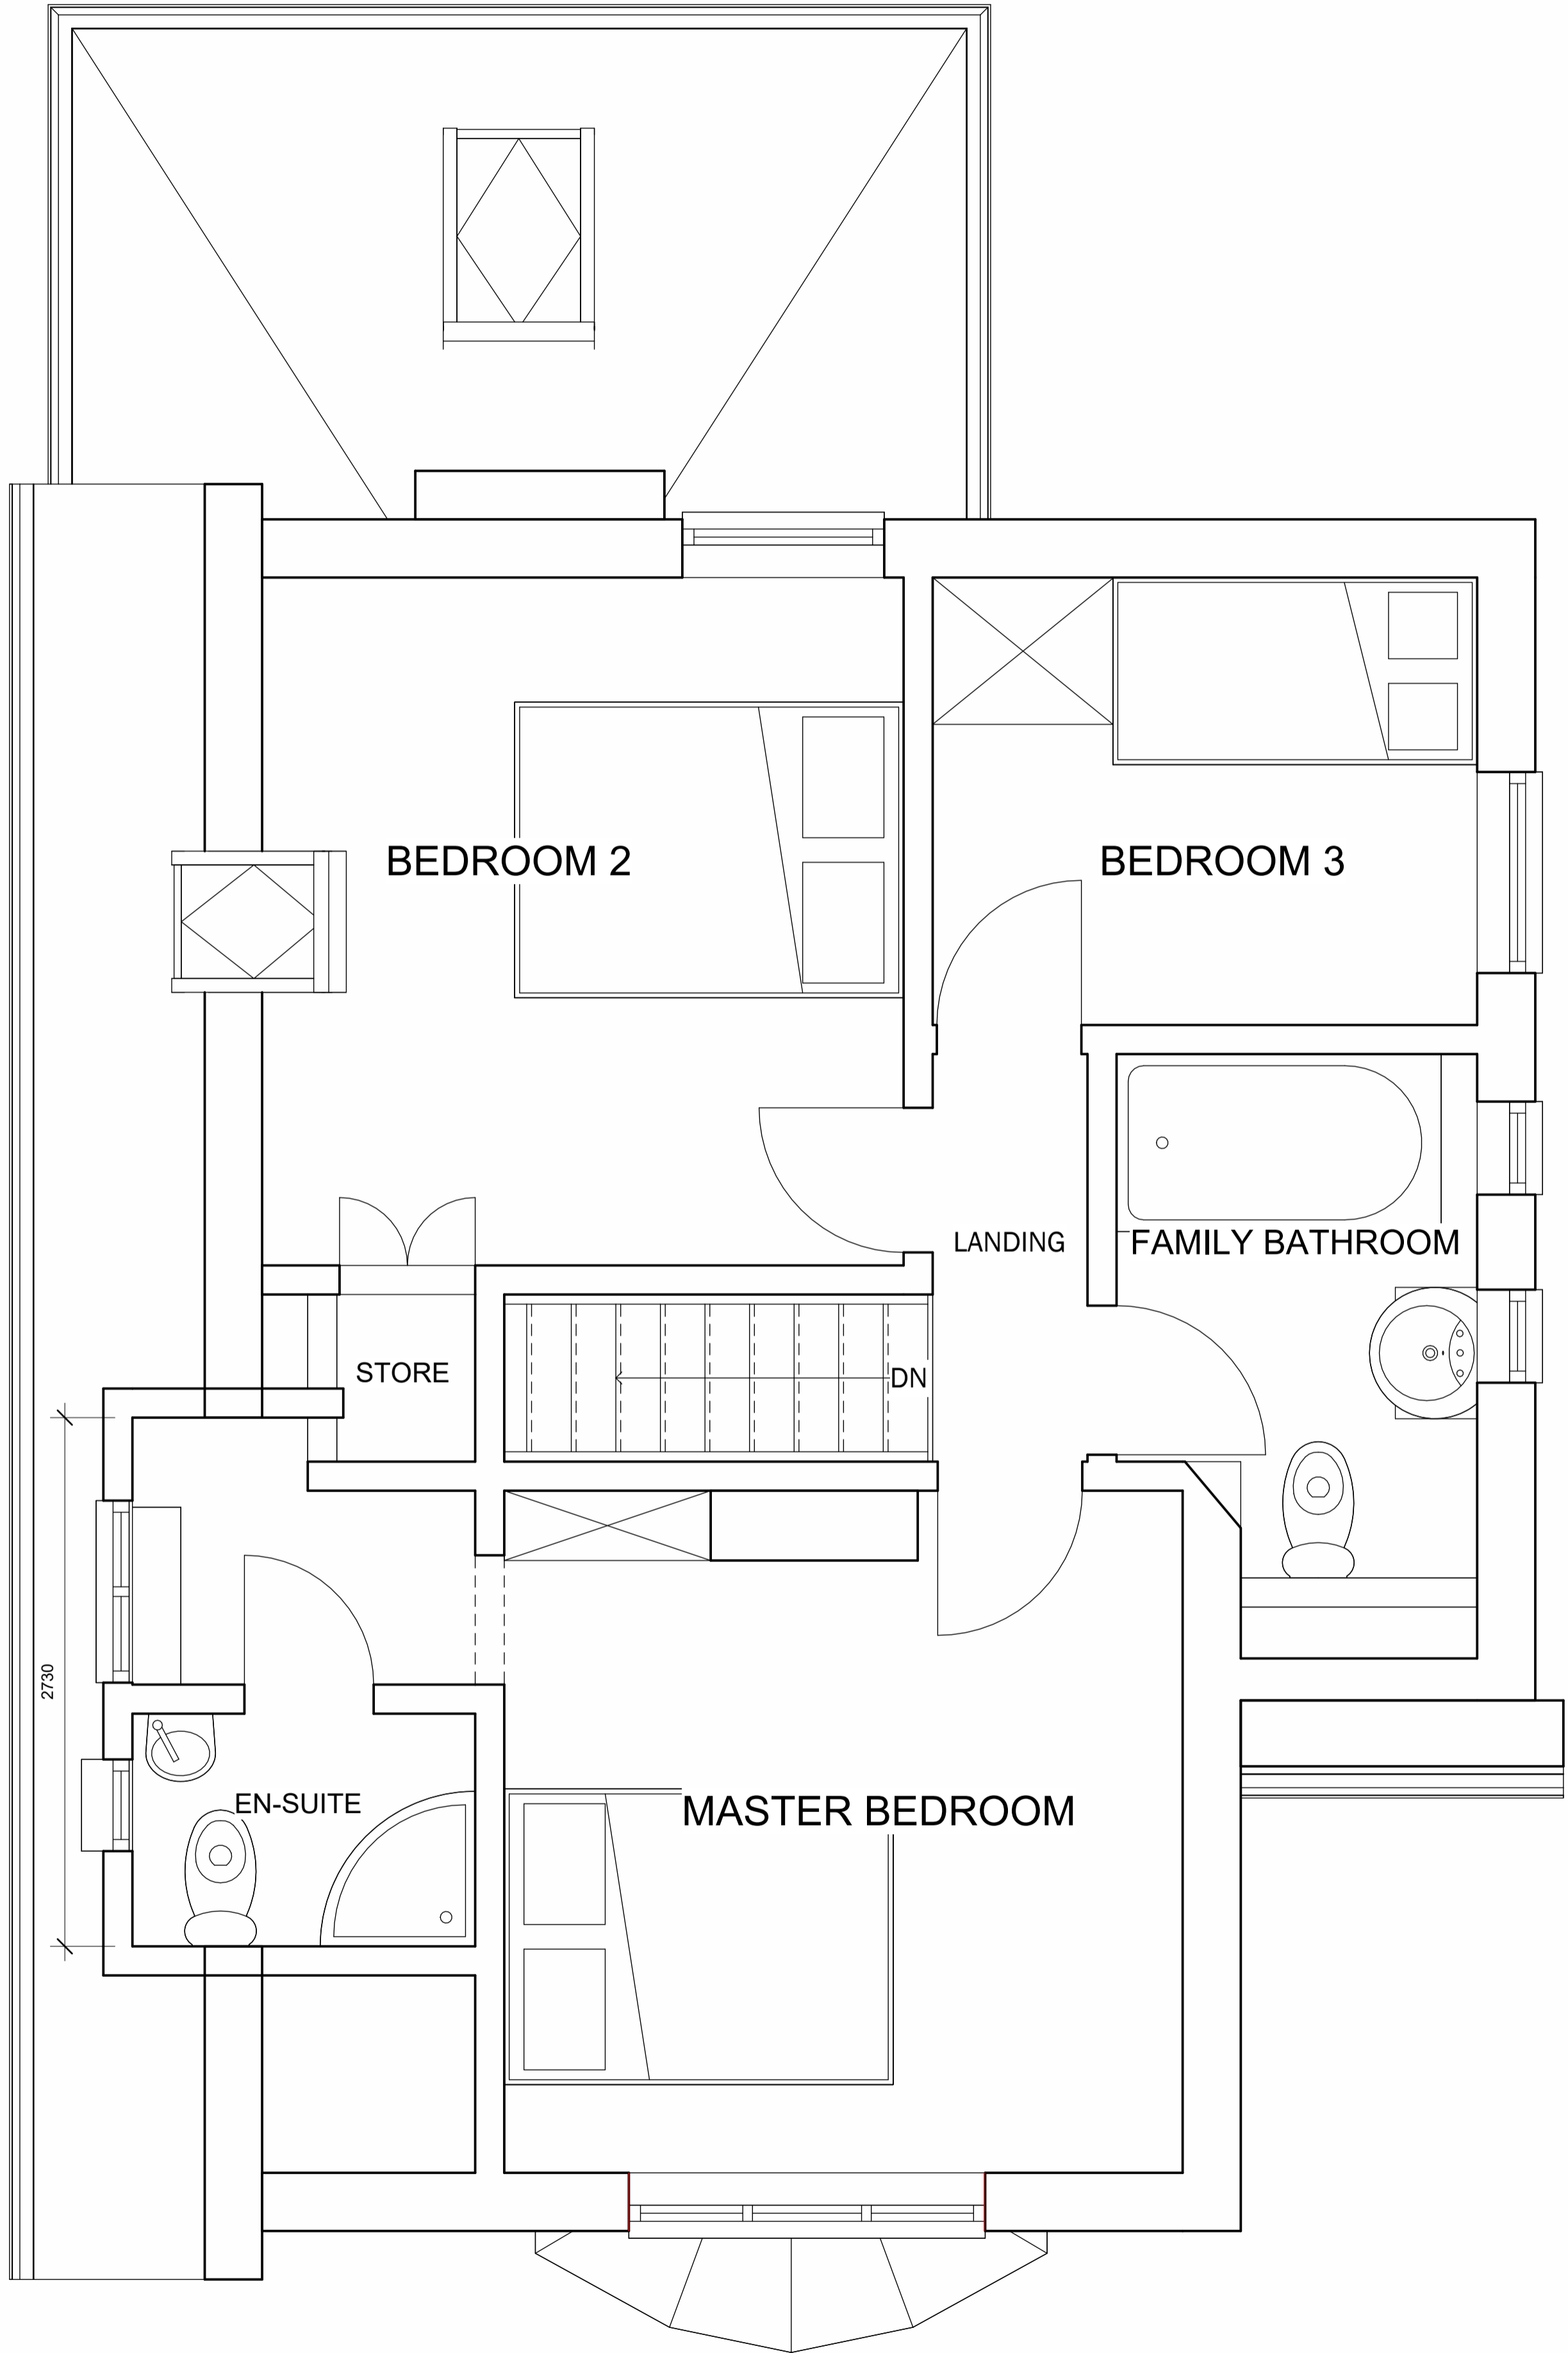 BEDROOM 2
BEDROOM 3
LANDING
FAMILY BATHROOM
STORE
DN
2730
EN-SUITE
MASTER BEDROOM